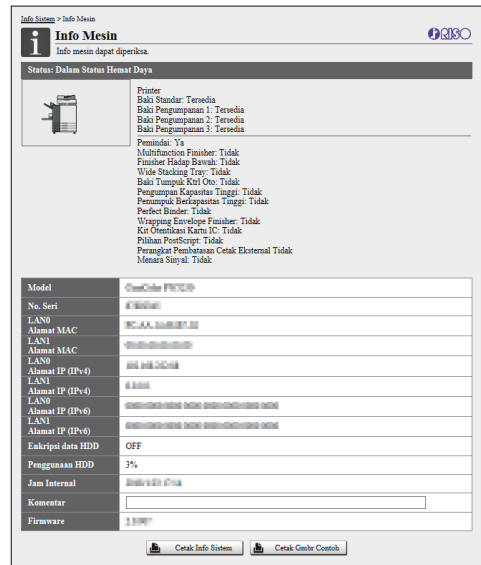 Info Sistem > Info Mesin
Info Mesin
RISO
Info mesin dapat diperiksa.
Status: Dalam Status Hemat Daya
Printer
Baki Standar: Tersedia
Baki Pengumpanan 1: Tersedia
Baki Pengumpanan 2: Tersedia
Baki Pengumpanan 3: Tersedia
Pemindai: Ya
Multifunction Finisher: Tidak
Finisher Hadap Bawah: Tidak
Wide Stacking Tray: Tidak
Baki Tumpuk Ktrl Oto: Tidak
Pengumpan Kapasitas Tinggi: Tidak
Penumpuk Berkapasitas Tinggi: Tidak
Perfect Binder: Tidak
Wrapping Envelope Finisher: Tidak
Kit Otentikasi Kartu IC: Tidak
Pilihan PostScript: Tidak
Perangkat Pembatasan Cetak Eksternal Tidak
Menara Sinyal: Tidak
Model
No. Seri
LAN0
Alamat MAC
LAN1
Alamat MAC
LAN0
Alamat IP (IPv4)
LAN1
Alamat IP (IPv4)
LAN0
Alamat IP (IPv6)
LAN1
Alamat IP (IPv6)
Enkripsi data HDD OFF
Penggunaan HDD 3%
Jam Internal
Komentar
Firmware
Cetak Info Sistem Cetak Gmbr Contoh